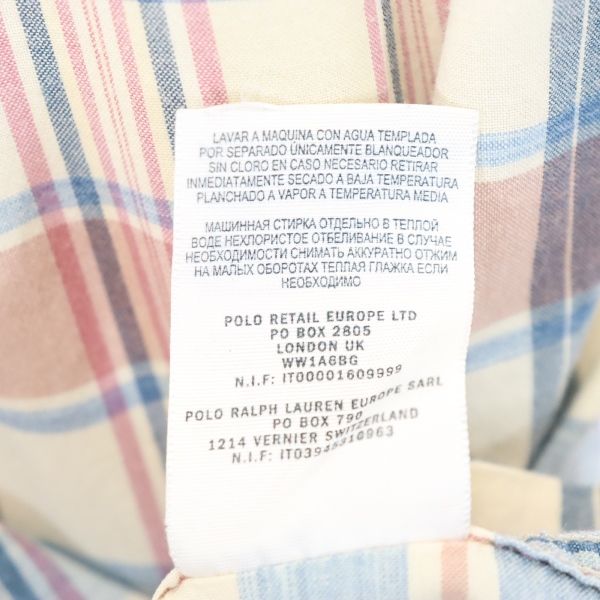 LAVAR A MAQUINA CON AGUA TEMPLADA
POR SEPARADO ÚNICAMENTE BLANQUEADOR
SIN CLORO EN CASO NECESARIO RETIRAR
INMEDIATAMENTE SECADO A BAJA TEMPERATURA
PLANCHADO A VAPOR A TEMPERATURA MEDIA
МАШИННАЯ СТИРКА ОТДЕЛЬНО В ТЕПЛОЙ
ВОДЕ НЕХЛОРИСТОЕ ОТБЕЛИВАНИЕ В СЛУЧАЕ
НЕОБХОДИМОСТИ СНИМАТЬ АККУРАТНО ОТЖИМ
НА МАЛЫХ ОБОРОТАХ ТЕПЛАЯ ГЛАЖКА ЕСЛИ
НЕОБХОДИМО
POLO RETAIL EUROPE LTD
PO BOX 2805
LONDON UK
WW1A6BG
N.I.F: IT00001609999
POLO RALPH LAUREN EUROPE SARL
PO BOX 790
1214 VERNIER SWITZERLAND
N.I.F: IT03945310963